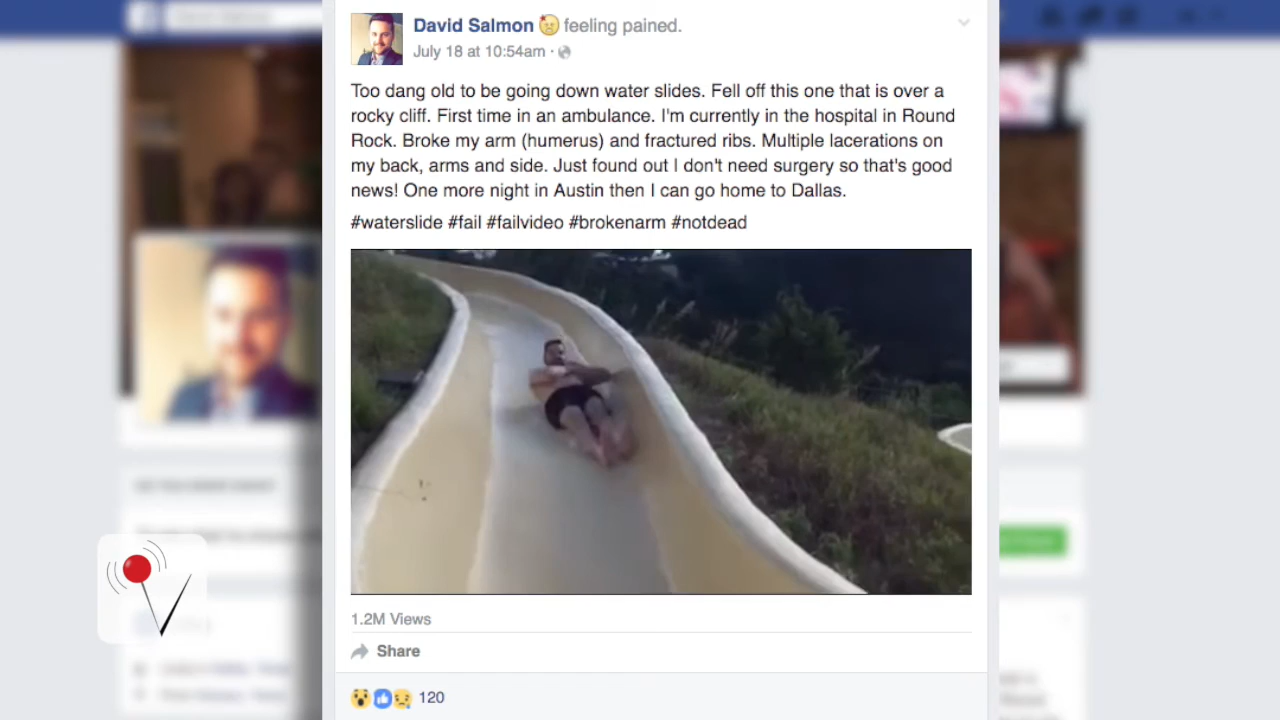 David Salmon feeling pained.
July 18 at 10:54am ·
Too dang old to be going down water slides. Fell off this one that is over a
rocky cliff. First time in an ambulance. I'm currently in the hospital in Round
Rock. Broke my arm (humerus) and fractured ribs. Multiple lacerations on
my back, arms and side. Just found out I don't need surgery so that's good
news! One more night in Austin then I can go home to Dallas.
#waterslide #fail #failvideo #brokenarm #notdead
1.2M Views
Share
120